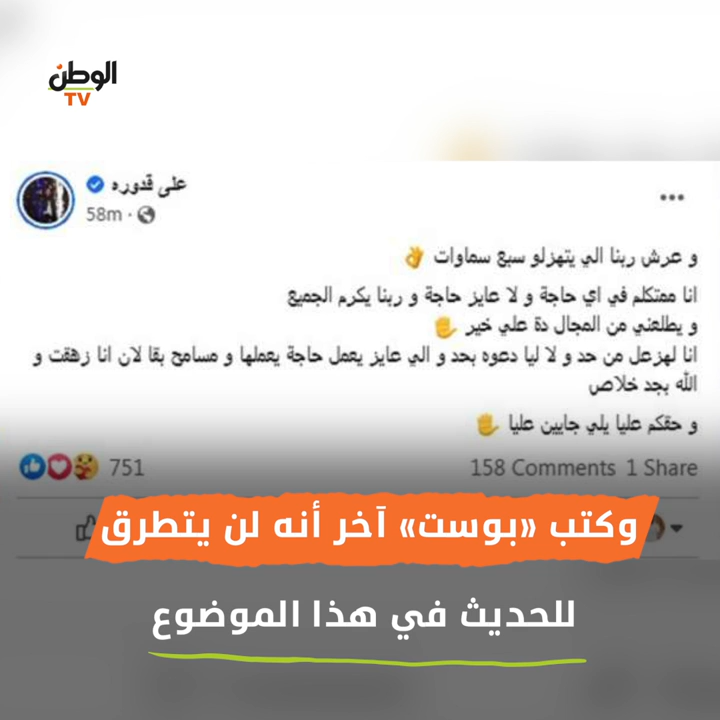 الوطن
TV
على قدوره
58m
و عرش ربنا الي يتهزلو سبع سماوات 👌
انا ممتكلم في اي حاجة و لا عايز حاجة و ربنا يكرم الجميع
و يطلعني من المجال دة علي خير ✋
انا لهزعل من حد و لا ليا دعوه بحد و الي عايز يعمل حاجة يعملها و مسامح بقا لان انا زهقت و
الله بجد خلاص
و حقكم عليا يلي جايين عليا ✋
751 158 Comments 1 Share
وكتب «بوست» آخر أنه لن يتطرق
للحديث في هذا الموضوع